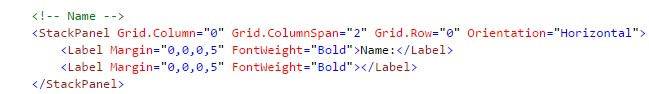 <!-- Name -->
<StackPanel Grid.Column="0" Grid.ColumnSpan="2" Grid.Row="0" Orientation="Horizontal">
<Label Margin="0,0,0,5" FontWeight="Bold">Name:</Label>
<Label Margin="0,0,0,5" FontWeight="Bold"></Label>
</StackPanel>